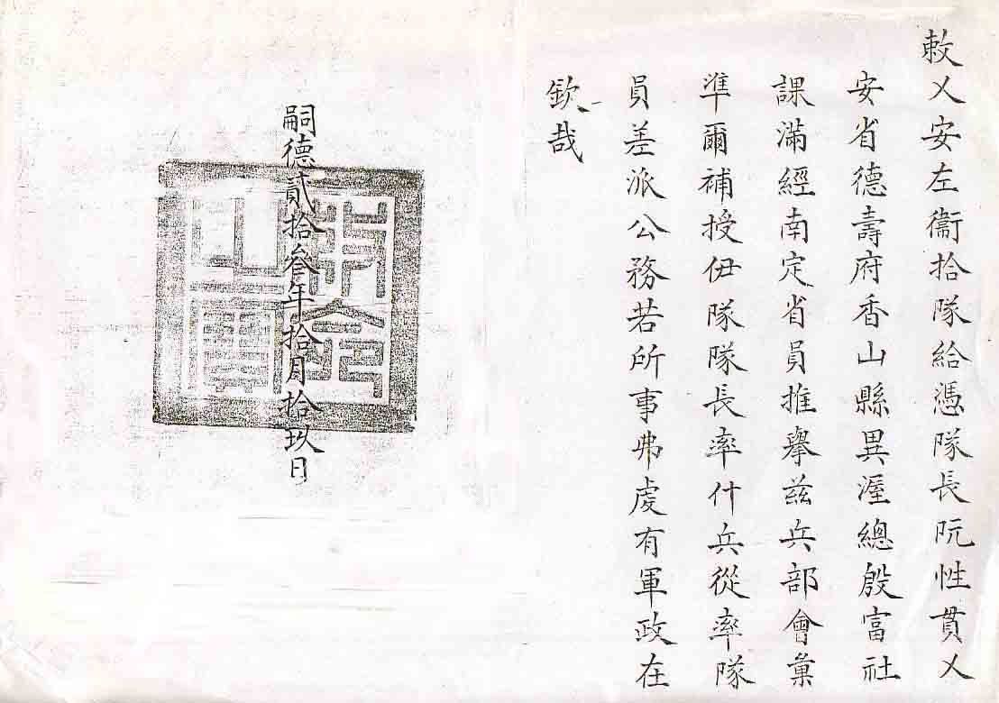 敕乂安左衛拾隊給憑隊長阮性貫乂
安省德壽府香山縣異渥總殷富社
課滿經南定省員推舉兹兵部會彙
準爾補授伊隊隊長率什兵從率隊
員差派公務若所事弗虔有軍政在
欽哉
嗣德貳拾叄年拾月拾玖日